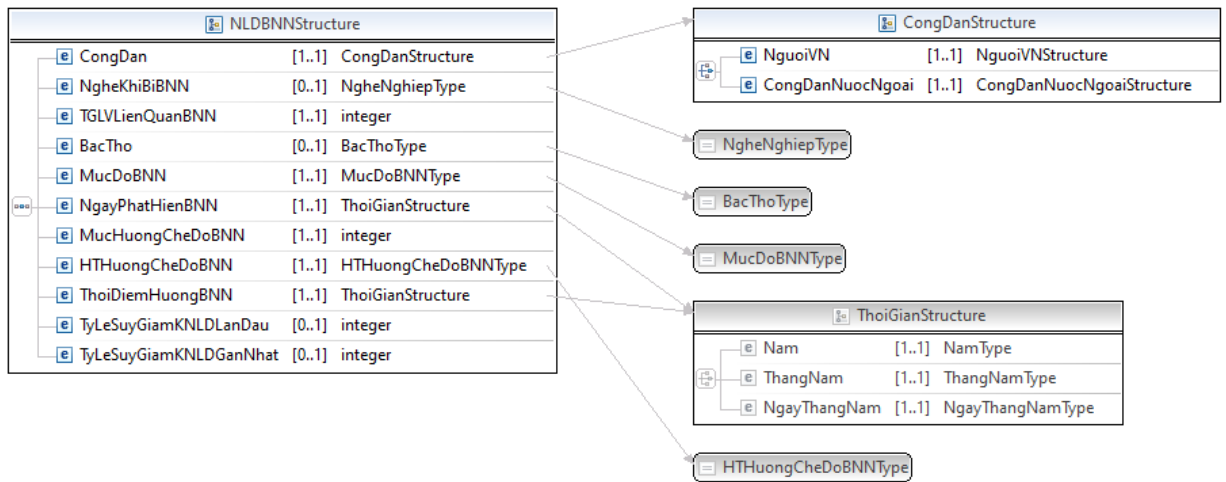 NLDBNNStructure
e CongDan [1..1] CongDanStructure
e NgheKhiBiBNN [0..1] NgheNghiepType
e TGLVLienQuanBNN [1..1] integer
e BacTho [0..1] BacThoType
e MucDoBNN [1..1] MucDoBNNType
e NgayPhatHienBNN [1..1] ThoiGianStructure
e MucHuongCheDoBNN [1..1] integer
e HTHuongCheDoBNN [1..1] HTHuongCheDoBNNType
e ThoiDiemHuongBNN [1..1] ThoiGianStructure
e TyLeSuyGiamKNLDLanDau [0..1] integer
e TyLeSuyGiamKNLDGanNhat [0..1] integer
CongDanStructure
e NguoiVN [1..1] NguoiVNStructure
e CongDanNuocNgoai [1..1] CongDanNuocNgoaiStructure
NgheNghiepType
BacThoType
MucDoBNNType
ThoiGianStructure
e Nam [1..1] NamType
e ThangNam [1..1] ThangNamType
e NgayThangNam [1..1] NgayThangNamType
HTHuongCheDoBNNType